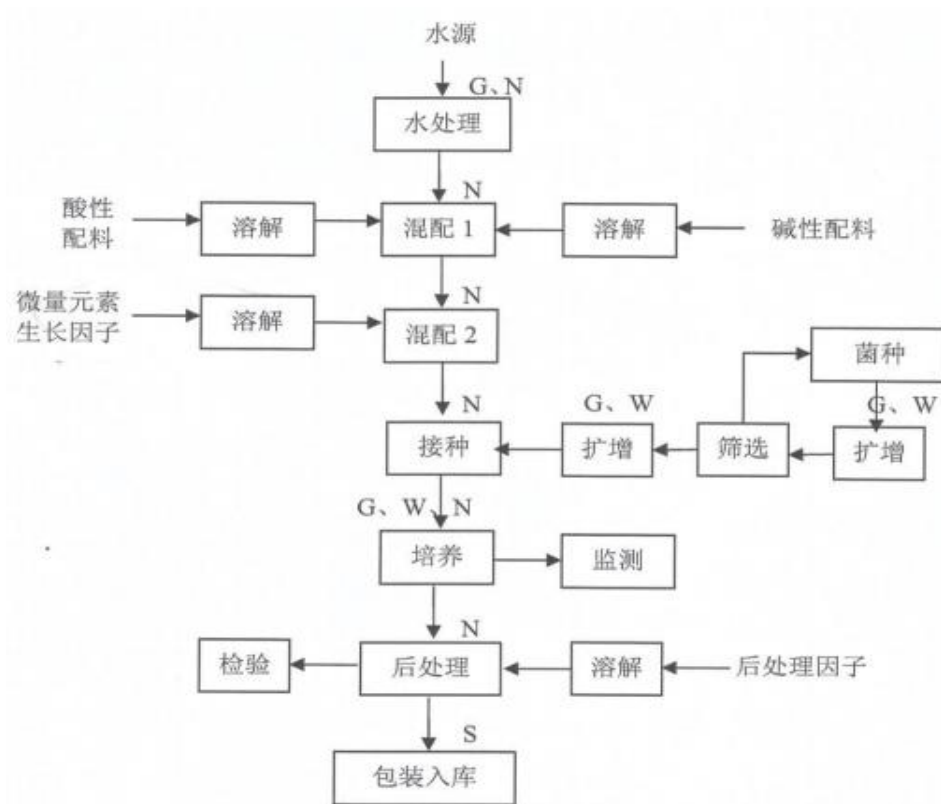 水源
G、N
水处理
N
酸性
配料
溶解
混配 1
溶解
碱性配料
N
微量元素
生长因子
溶解
混配 2
菌种
N
G、W
G、W
接种
扩增
筛选
扩增
G、W、N
培养
监测
N
检验
后处理
溶解
后处理因子
S
包装入库